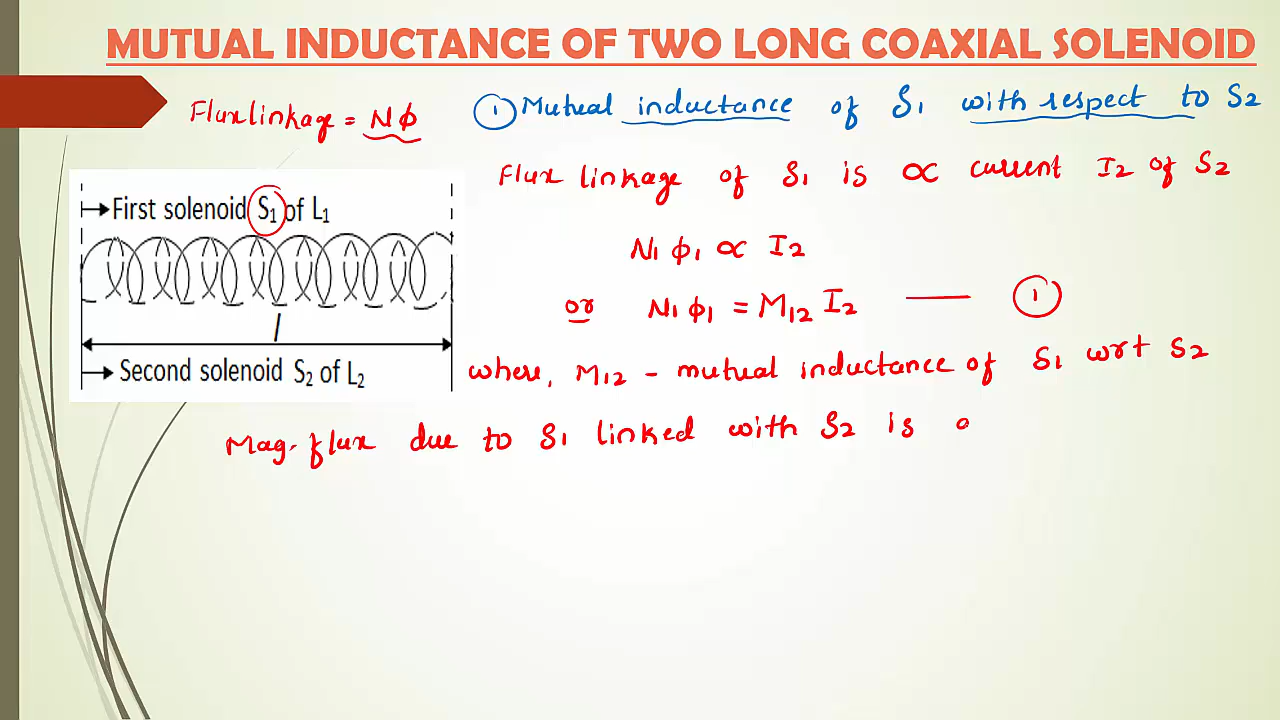 MUTUAL INDUCTANCE OF TWO LONG COAXIAL SOLENOID
Flux linkage = Nϕ
① Mutual inductance of S1 with respect to S2
Flux linkage of S1 is ∝ current I2 of S2
First solenoid S₁ of L₁
N1 ϕ1 ∝ I2
or N1 ϕ1 = M12 I2 —— ①
l
Second solenoid S₂ of L₂
where, M12 - mutual inductance of S1 wrt S2
Mag. flux due to S1 linked with S2 is